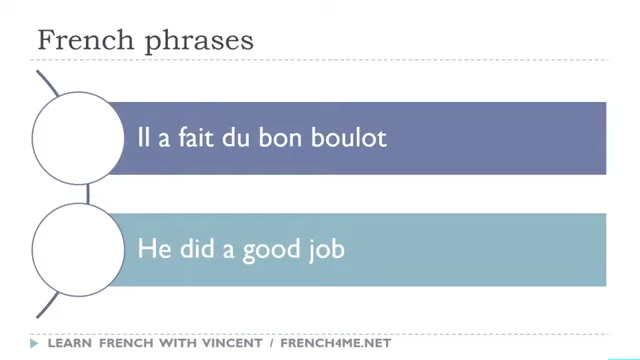 French phrases
Il a fait du bon boulot
He did a good job
LEARN FRENCH WITH VINCENT / FRENCH4ME.NET